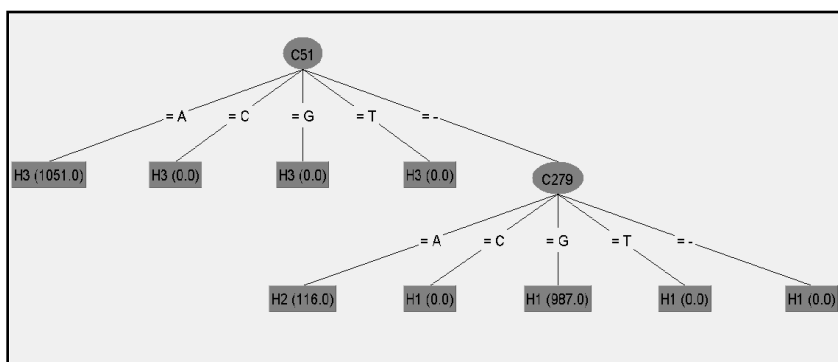 C51
= A = C = G = T =-
H3 (1051.0) H3 (0.0) H3 (0.0) H3 (0.0) C279
= A = C = G = T =-
H2 (116.0) H1 (0.0) H1 (987.0) H1 (0.0) H1 (0.0)